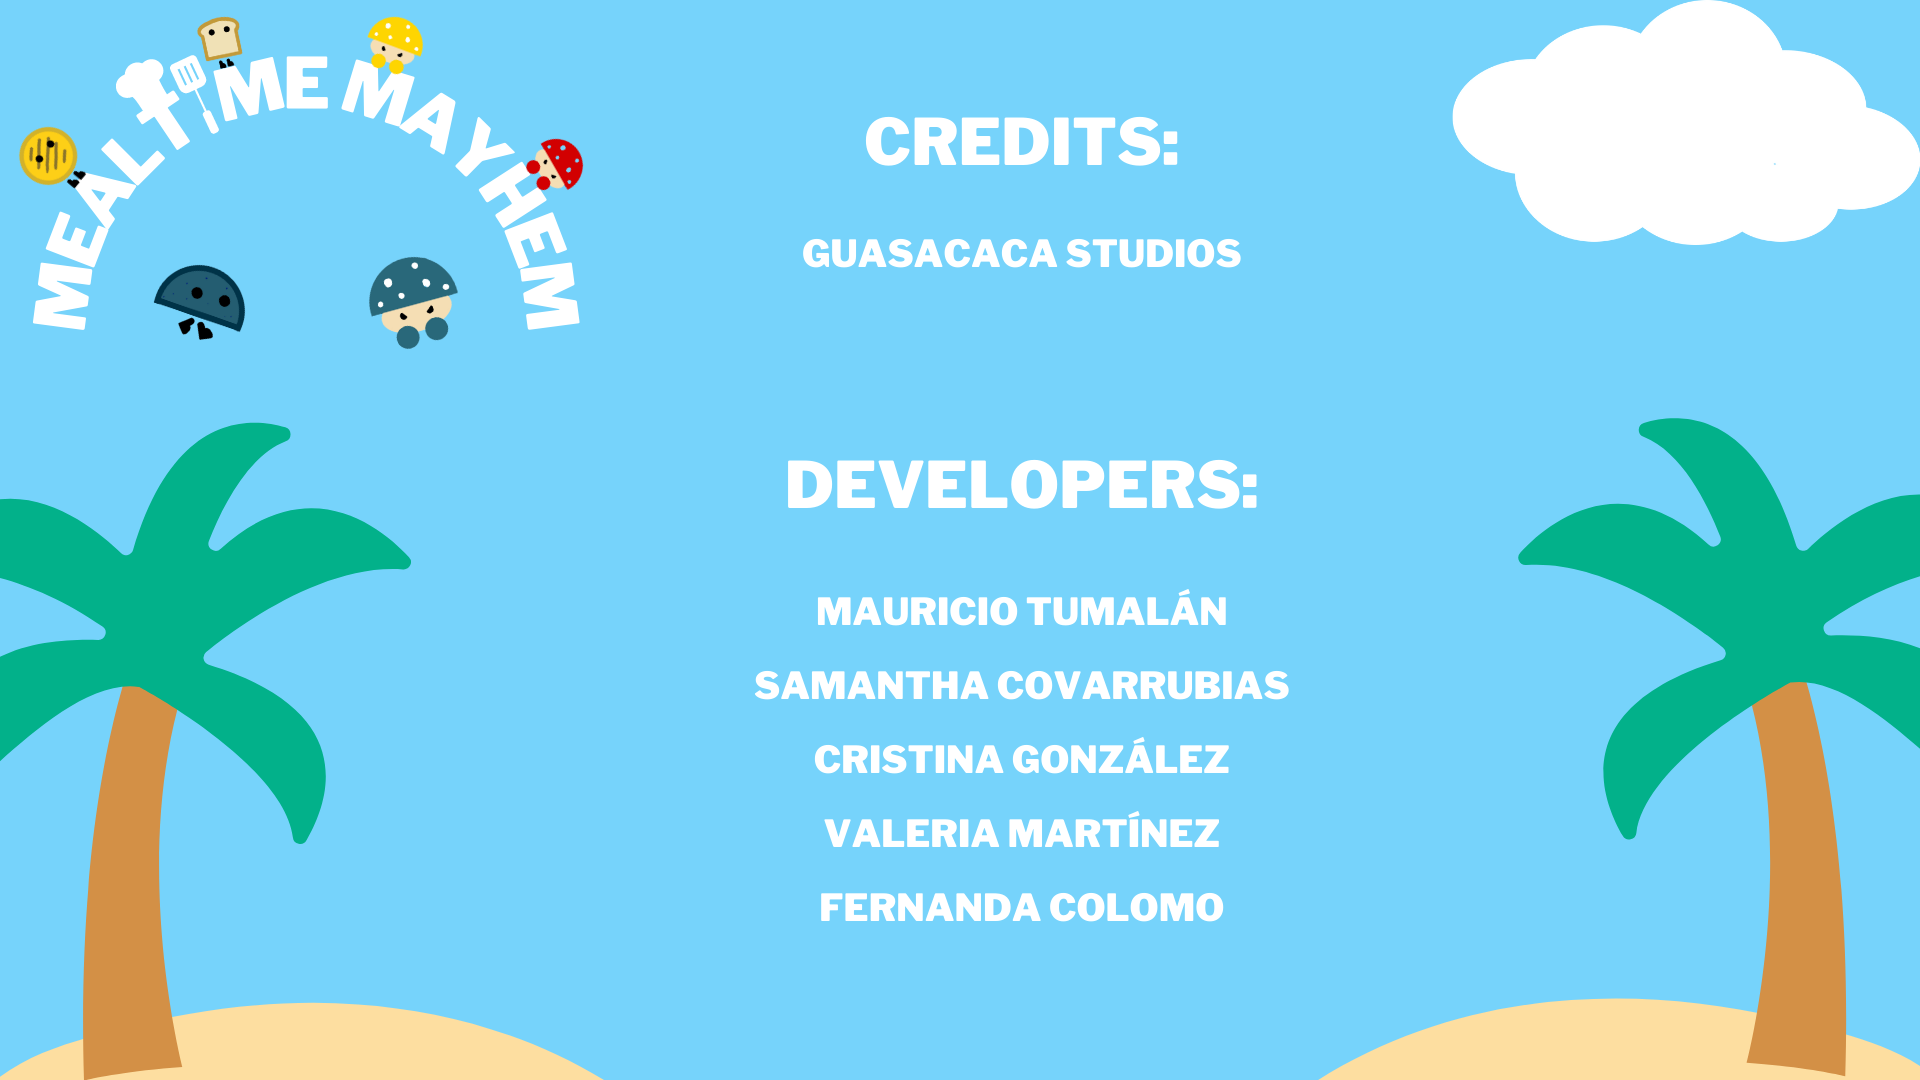 MEALTIME MAYHEM
CREDITS:
GUASACACA STUDIOS
DEVELOPERS:
MAURICIO TUMALÁN
SAMANTHA COVARRUBIAS
CRISTINA GONZÁLEZ
VALERIA MARTÍNEZ
FERNANDA COLOMO